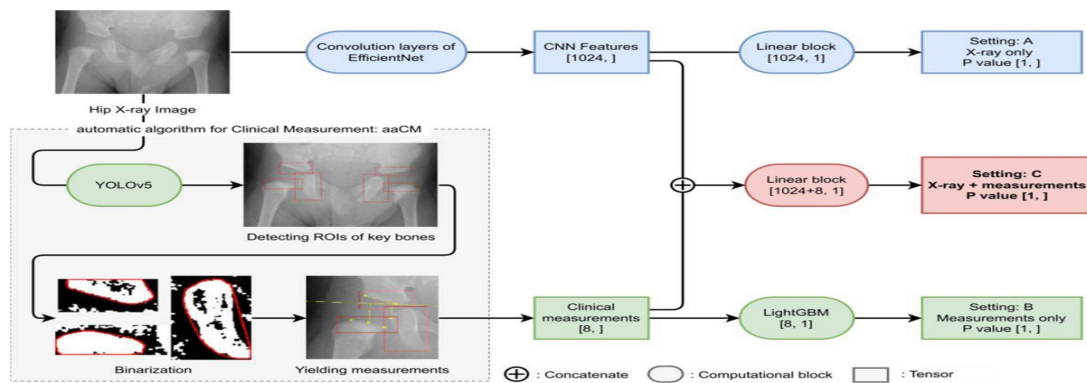 Convolution layers of
EfficientNet
CNN Features
[1024, ]
Linear block
[1024, 1]
Setting: A
X-ray only
P value [1, ]
Hip X-ray Image
automatic algorithm for Clinical Measurement: aaCM
YOLOv5
Detecting ROIs of key bones
Linear block
[1024+8, 1]
Setting: C
X-ray + measurements
P value [1, ]
Binarization
Yielding measurements
Clinical
measurements
[8, ]
LightGBM
[8, 1]
Setting: B
Measurements only
P value [1, ]
: Concatenate
: Computational block
: Tensor